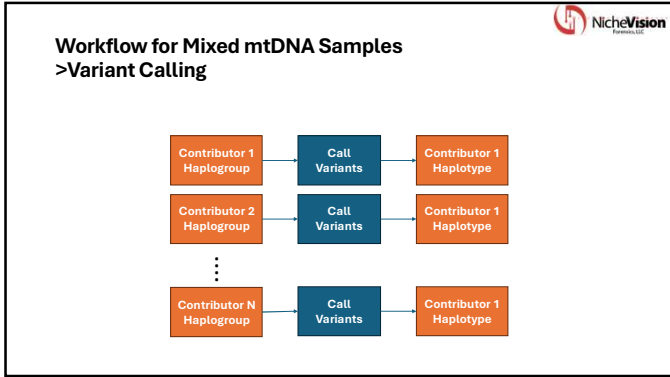 NicheVision
Forensics, LLC
Workflow for Mixed mtDNA Samples
>Variant Calling
Contributor 1
Haplogroup
Call
Variants
Contributor 1
Haplotype
Contributor 2
Haplogroup
Call
Variants
Contributor 1
Haplotype
Contributor N
Haplogroup
Call
Variants
Contributor 1
Haplotype